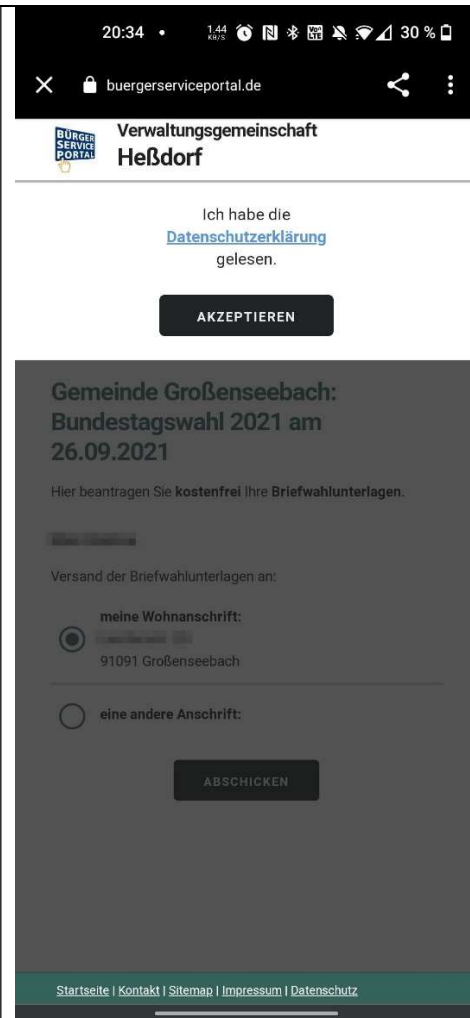 20:34 • 1.44 KB/S VoP LTE 30 %
buergerserviceportal.de
BÜRGER
SERVICE
PORTAL
Verwaltungsgemeinschaft
Heßdorf
Ich habe die
Datenschutzerklärung
gelesen.
AKZEPTIEREN
Gemeinde Großenseebach:
Bundestagswahl 2021 am
26.09.2021
Hier beantragen Sie kostenfrei Ihre Briefwahlunterlagen.
Versand der Briefwahlunterlagen an:
meine Wohnanschrift:
91091 Großenseebach
eine andere Anschrift:
ABSCHICKEN
Startseite | Kontakt | Sitemap | Impressum | Datenschutz